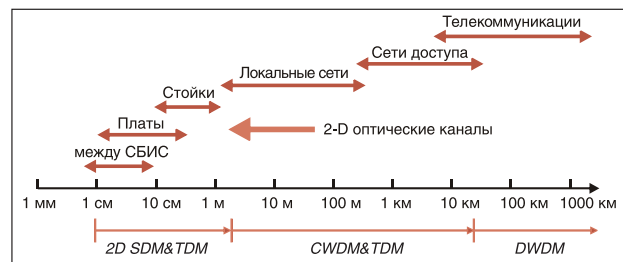 Телекоммуникации
Сети доступа
Локальные сети
Стойки
Платы
2-D оптические каналы
между СБИС
1 мм 1 см 10 см 1 м 10 м 100 м 1 км 10 км 100 км 1000 км
2D SDM&TDM CWDM&TDM DWDM